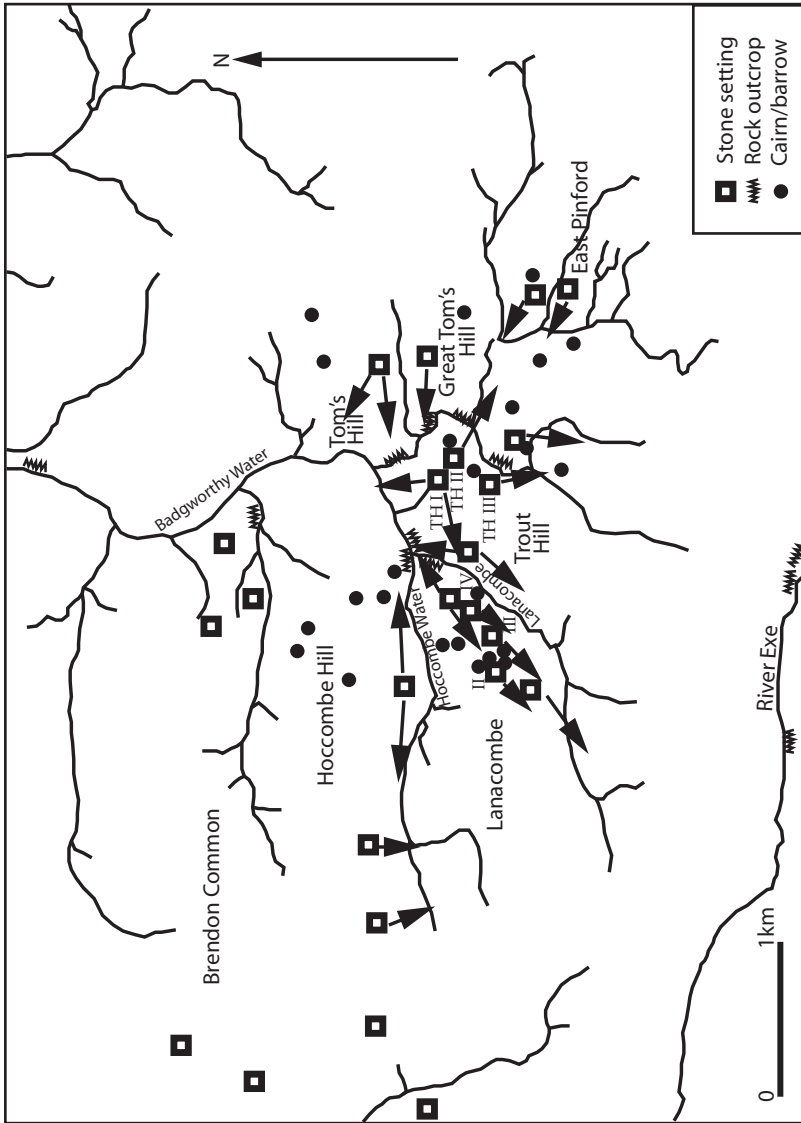 N
Badgworthy Water
Tom's
Hill
Great Tom's
Hill
East Pinford
Brendon Common
Hoccombe Hill
Hoccombe Water
TH I
TH II
TH III
Trout
Hill
IV
Lanacombe
III
II
Lanacombe
River Exe
0
1km
Stone setting
Rock outcrop
Cairn/barrow